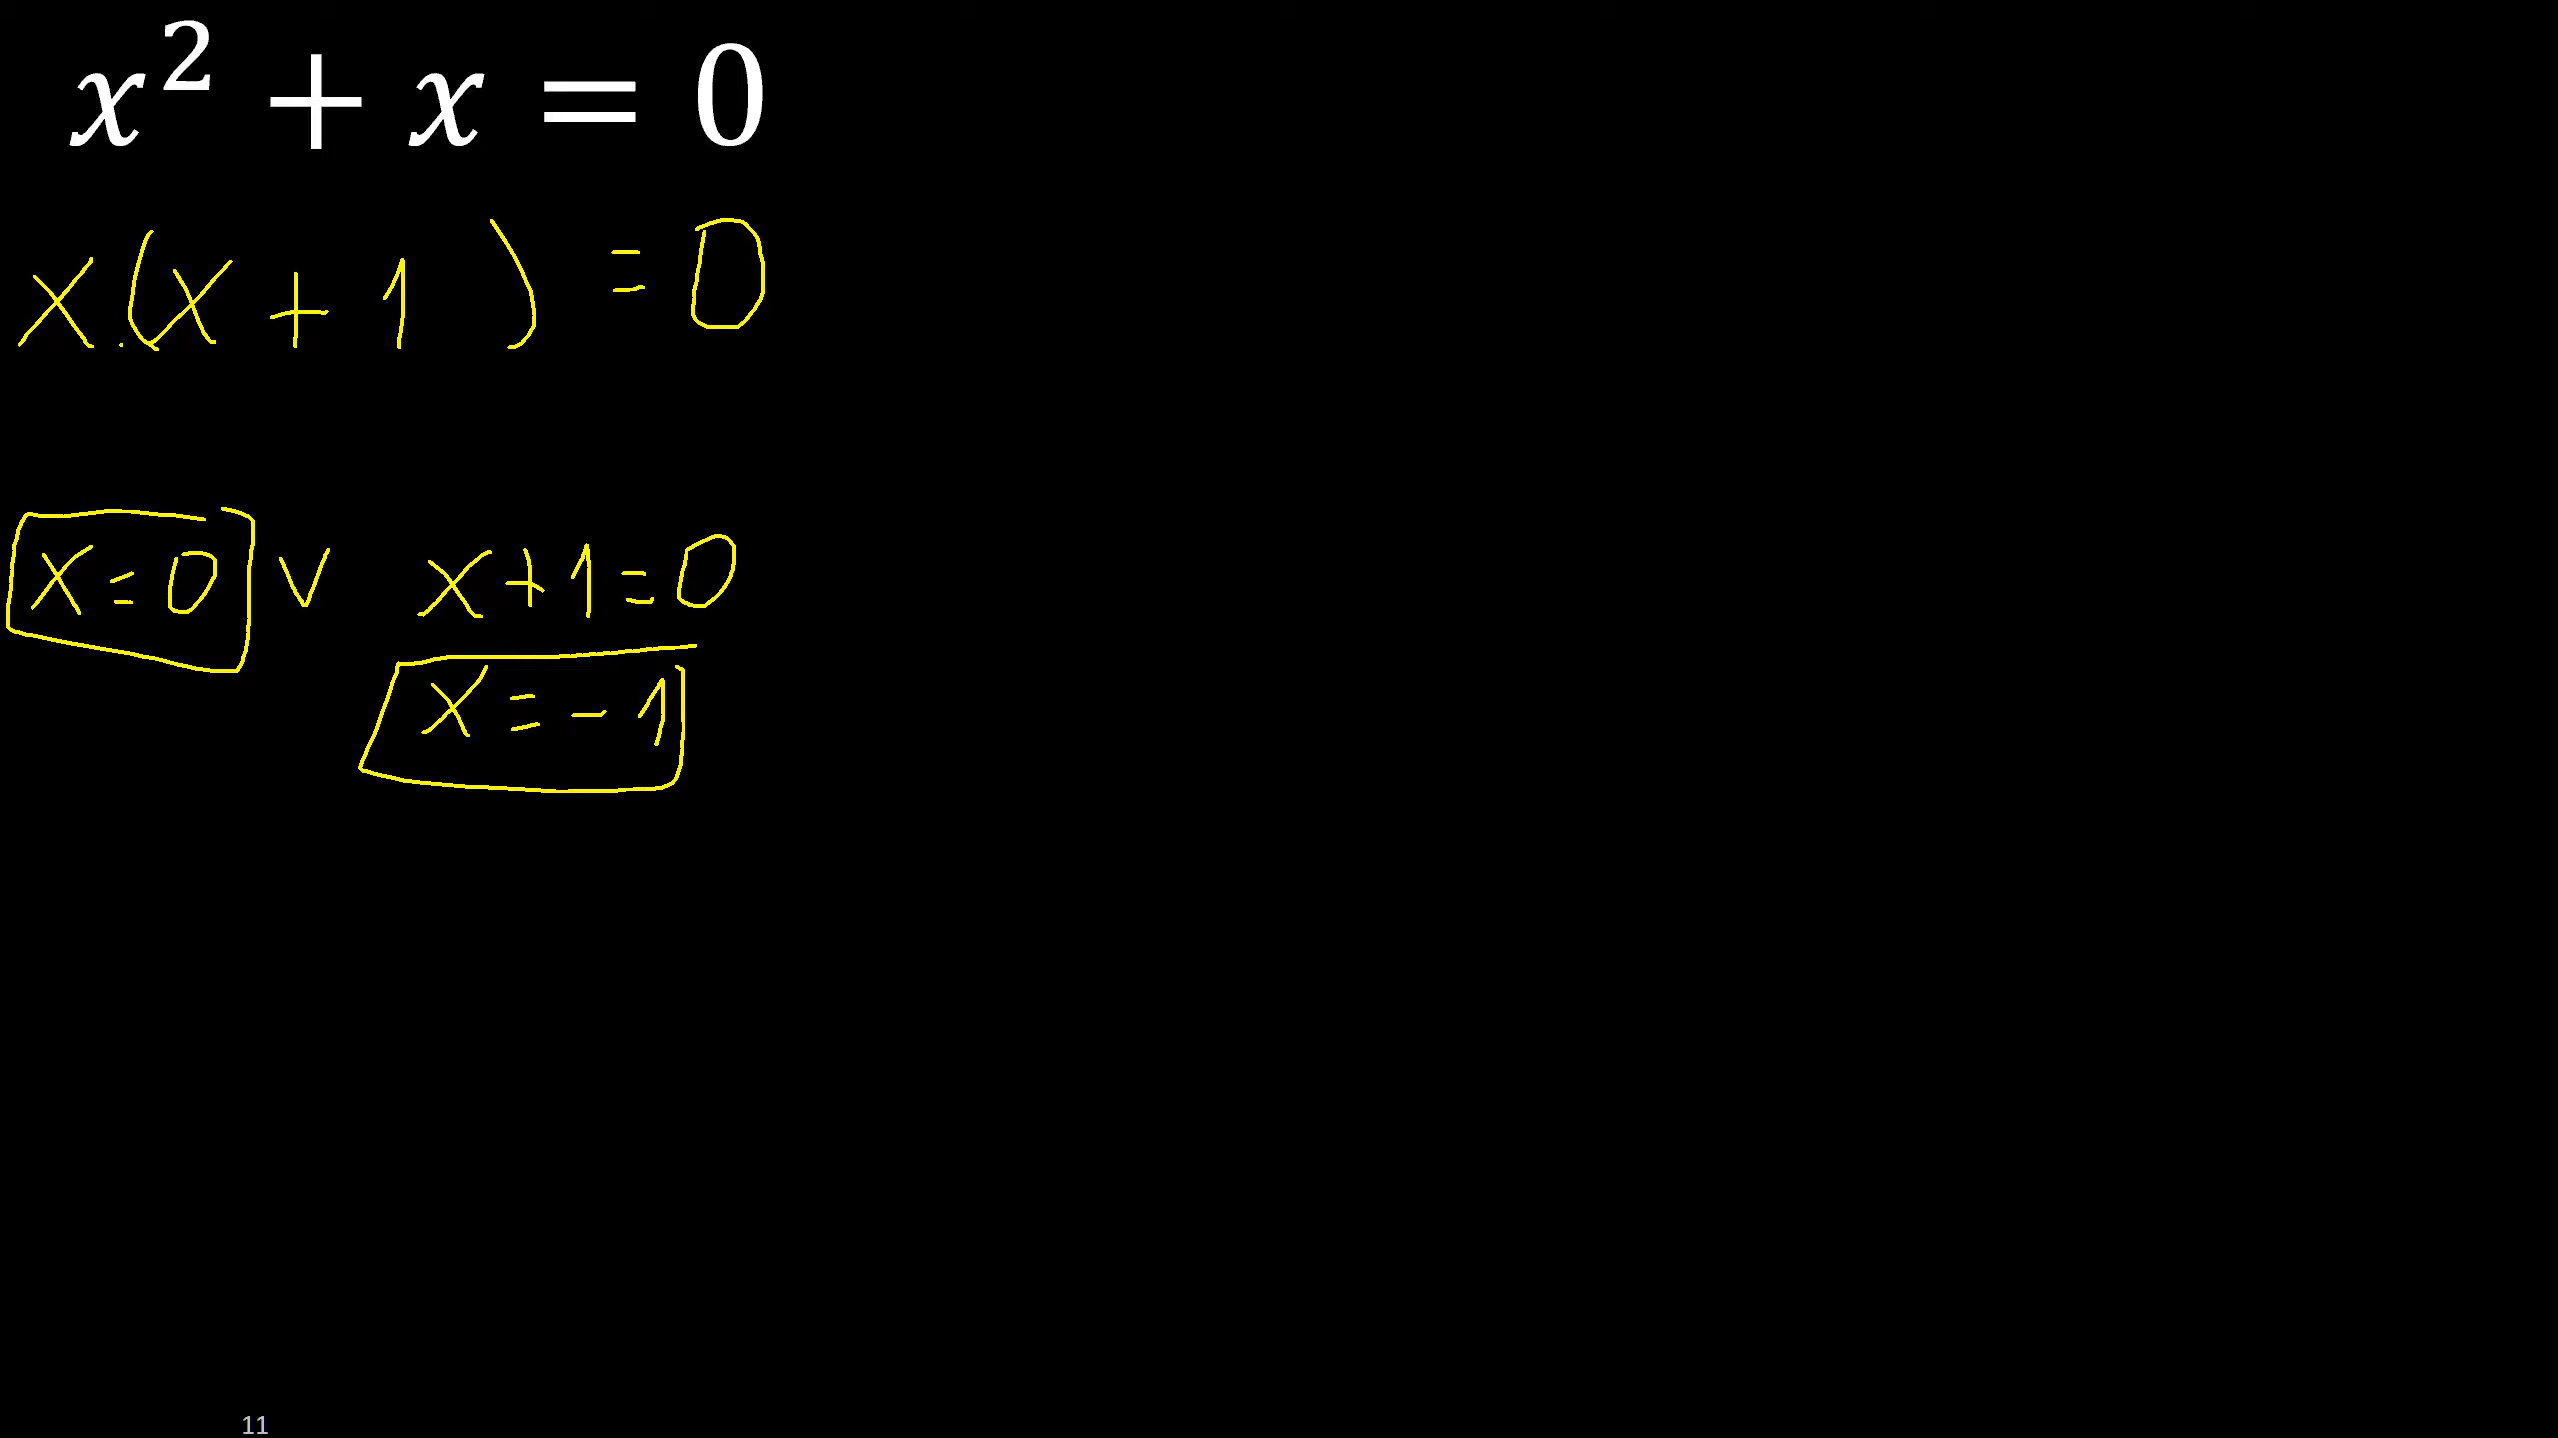 x² + x = 0
x.(x + 1) = 0
x = 0 ∨ x + 1 = 0
x = - 1
11